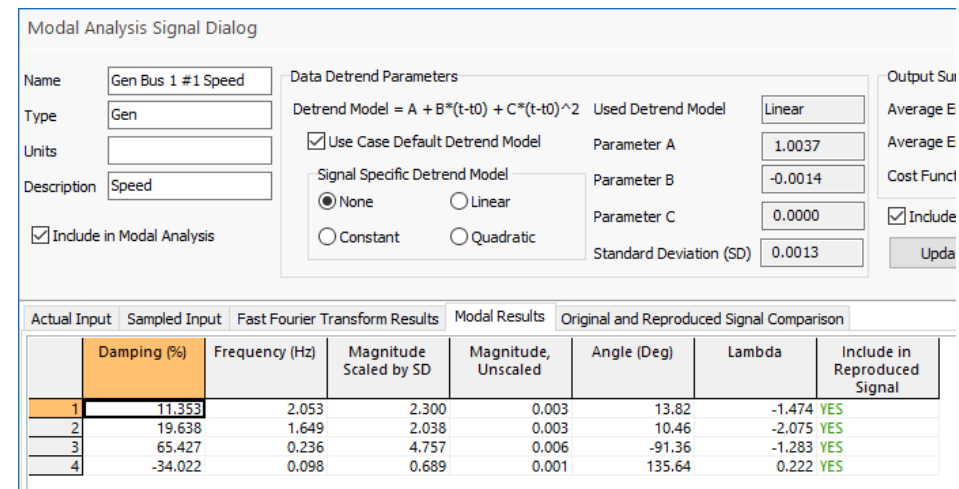 Modal Analysis Signal Dialog
Name Gen Bus 1 #1 Speed
Type Gen
Units
Description Speed
Include in Modal Analysis
Data Detrend Parameters
Detrend Model = A + B*(t-t0) + C*(t-t0)^2
Use Case Default Detrend Model
Signal Specific Detrend Model
None Linear
Constant Quadratic
Used Detrend Model Linear
Parameter A 1.0037
Parameter B -0.0014
Parameter C 0.0000
Standard Deviation (SD) 0.0013
Output Su
Average E
Average E
Cost Funct
Include
Upda
Actual Input Sampled Input Fast Fourier Transform Results Modal Results Original and Reproduced Signal Comparison
Damping (%) Frequency (Hz) Magnitude Scaled by SD Magnitude, Unscaled Angle (Deg) Lambda Include in Reproduced Signal
1 11.353 2.053 2.300 0.003 13.82 -1.474 YES
2 19.638 1.649 2.038 0.003 10.46 -2.075 YES
3 65.427 0.236 4.757 0.006 -91.36 -1.283 YES
4 -34.022 0.098 0.689 0.001 135.64 0.222 YES